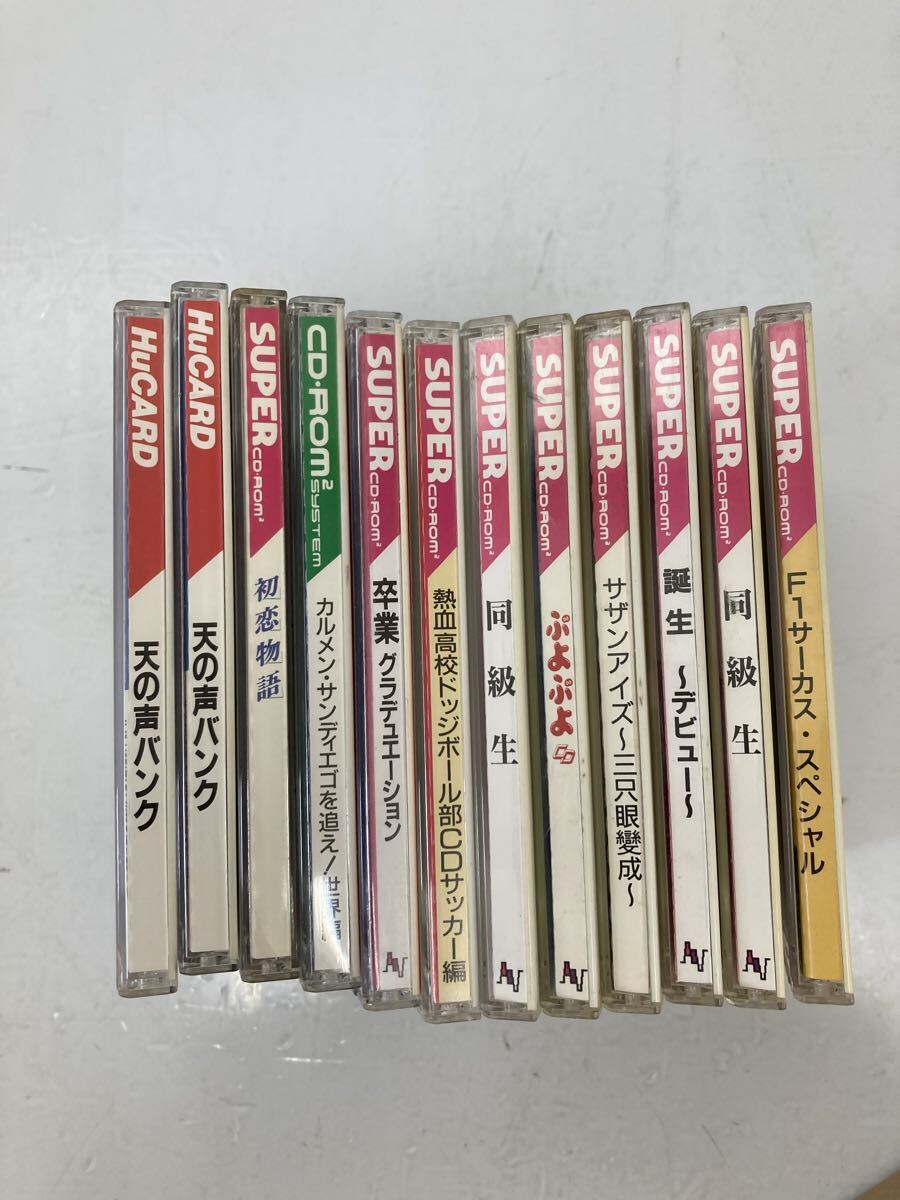 HuCARD 天の声バンク
HuCARD 天の声バンク
SUPER CD・ROM² 初恋物語
CD・ROM² SYSTEM カルメン・サンディエゴを追え!世界編
SUPER CD・ROM² 卒業 グラデュエーション
SUPER CD・ROM² 熱血高校ドッジボール部CDサッカー編
SUPER CD・ROM² 同級生
SUPER CD・ROM² ぷよぷよ CD
SUPER CD・ROM² サザンアイズ～三只眼變成～
SUPER CD・ROM² 誕生 ～デビュー～
SUPER CD・ROM² 同級生
SUPER CD・ROM² F1サーカス・スペシャル